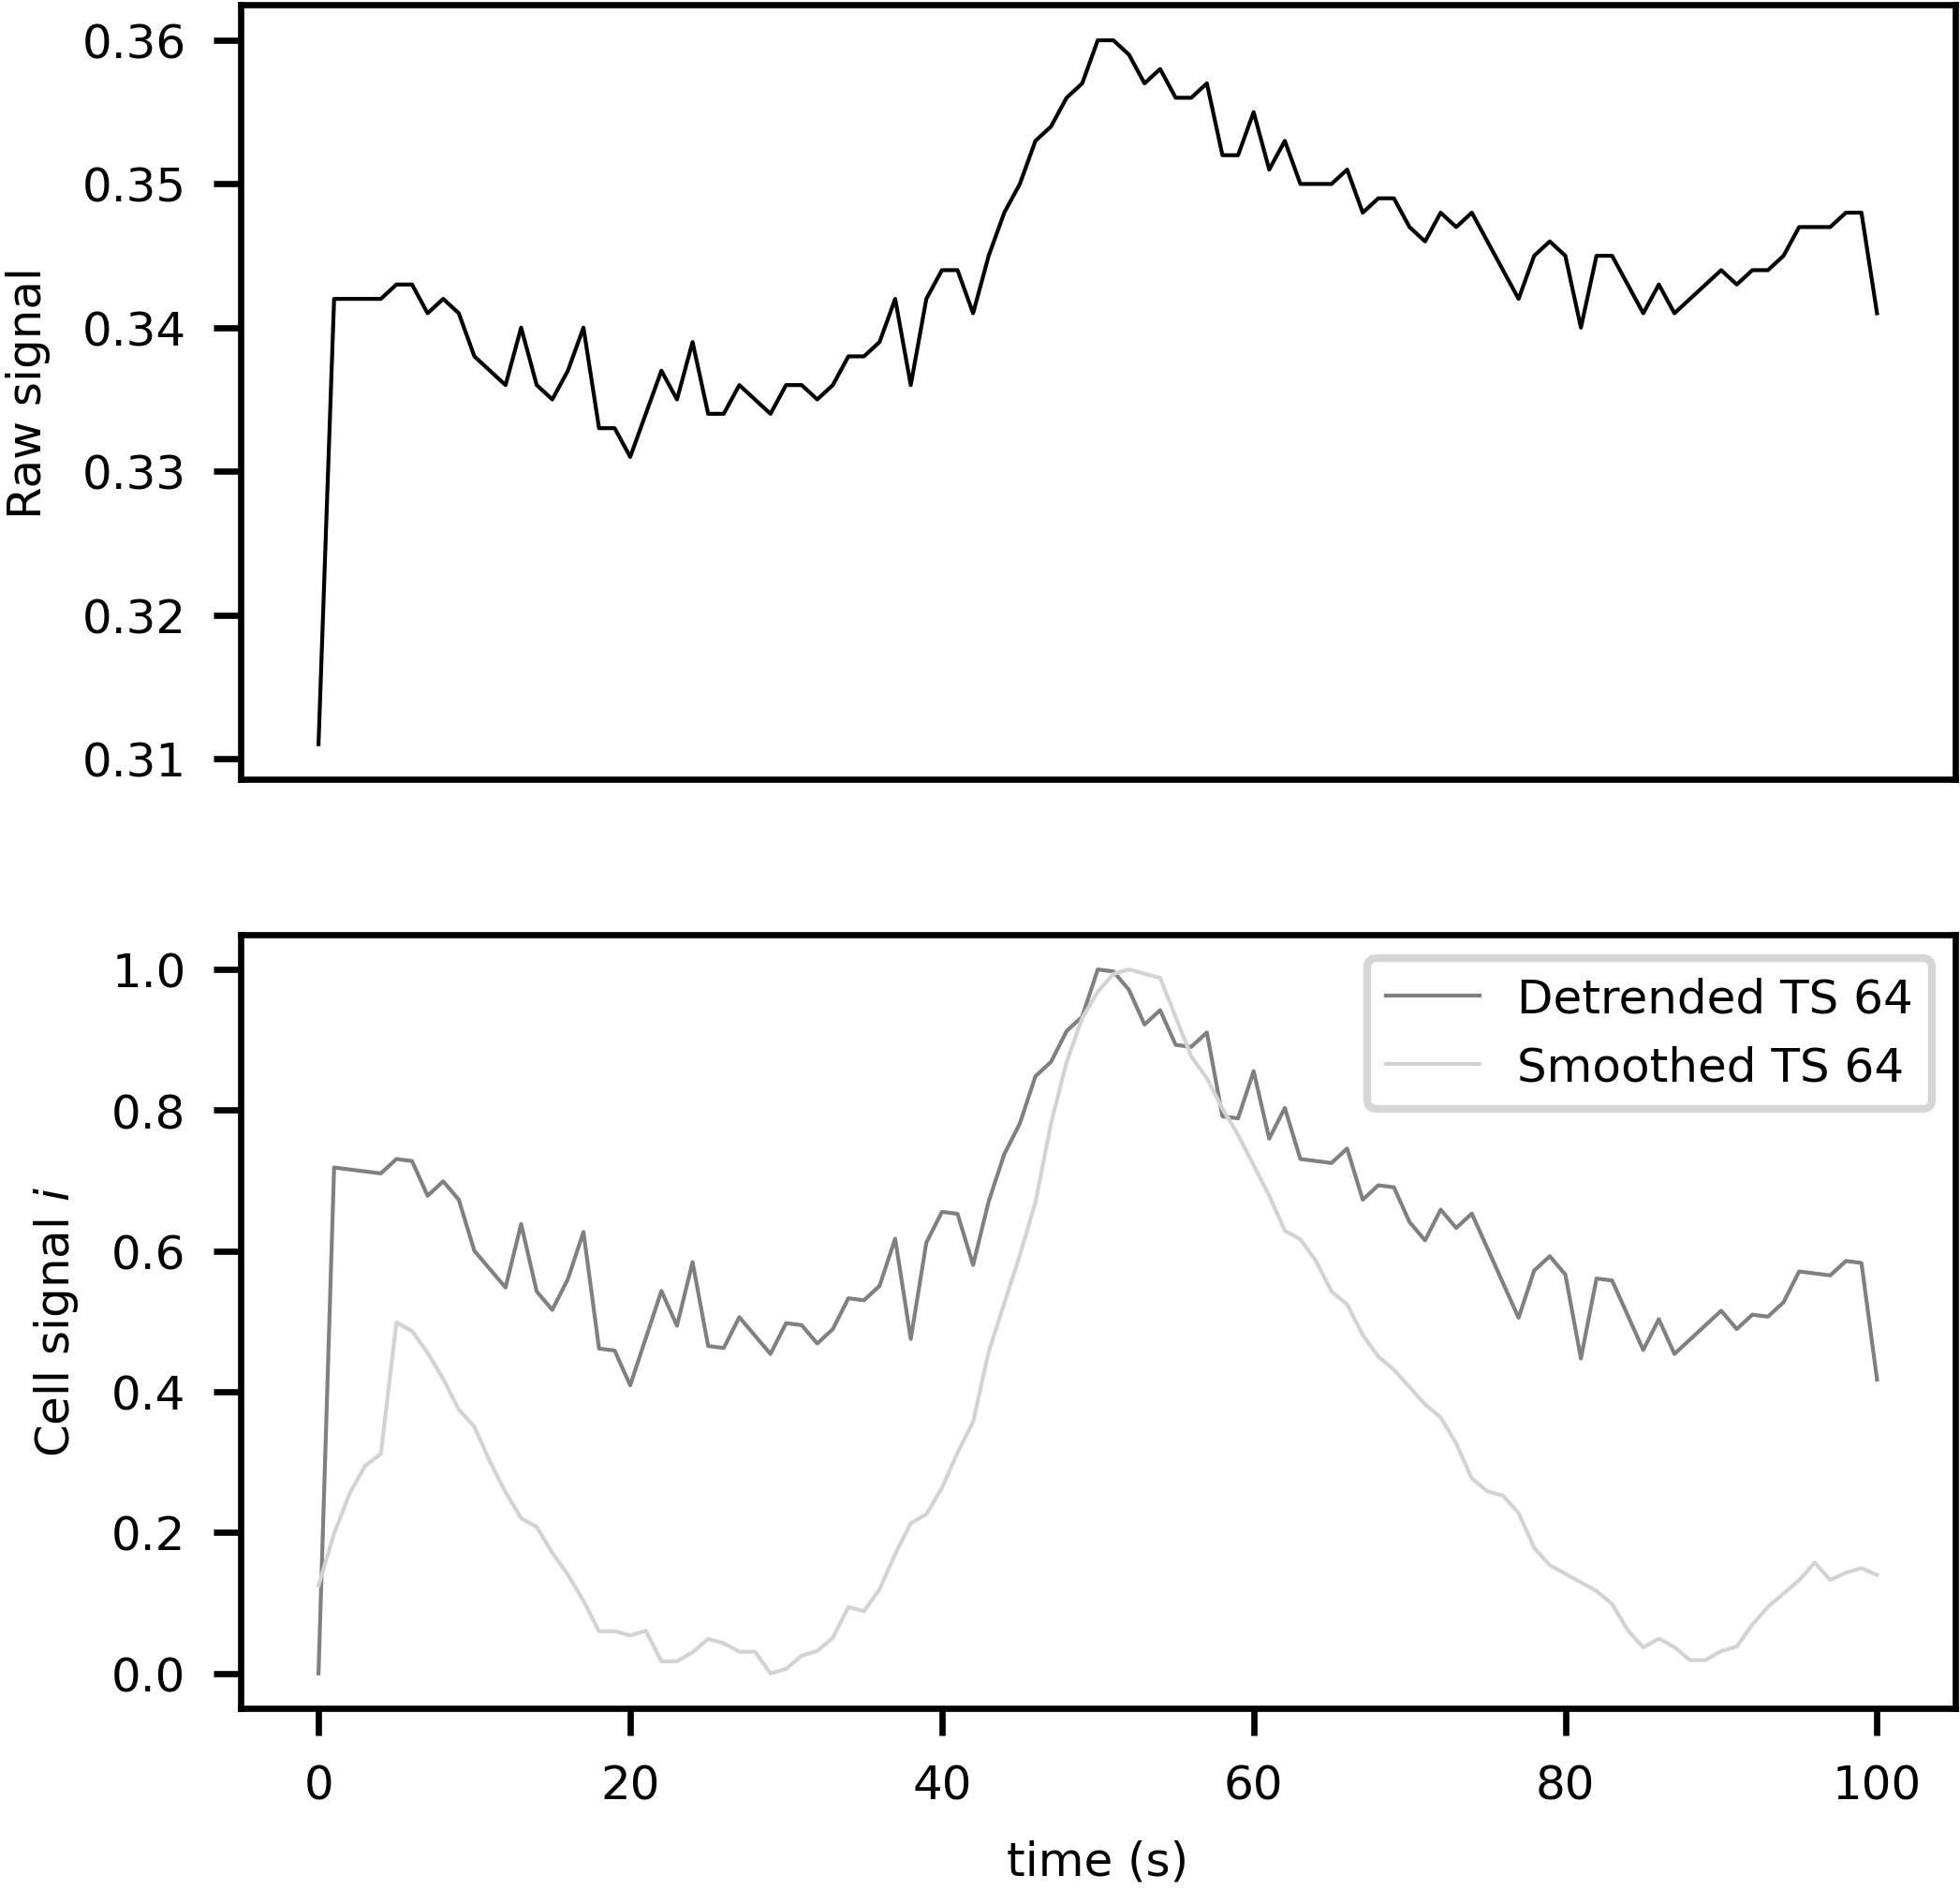 0.36
0.35
0.34
0.33
0.32
0.31
Raw signal
1.0
0.8
0.6
0.4
0.2
0.0
Cell signal i
Detrended TS 64
Smoothed TS 64
0 20 40 60 80 100
time (s)